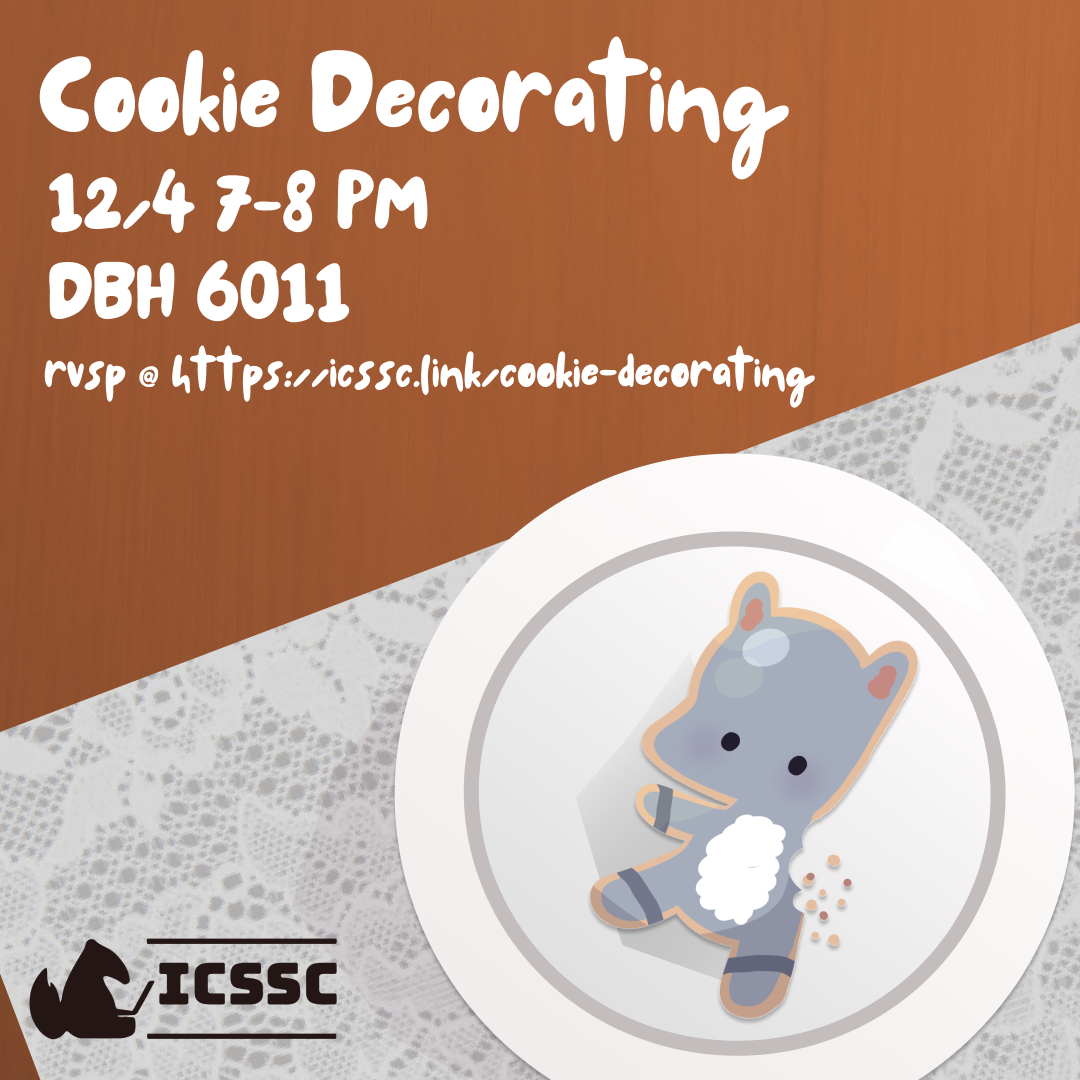 Cookie Decorating
12/4 7-8 PM
DBH 6011
rvsp @ https://icssc.link/cookie-decorating
ICSSC